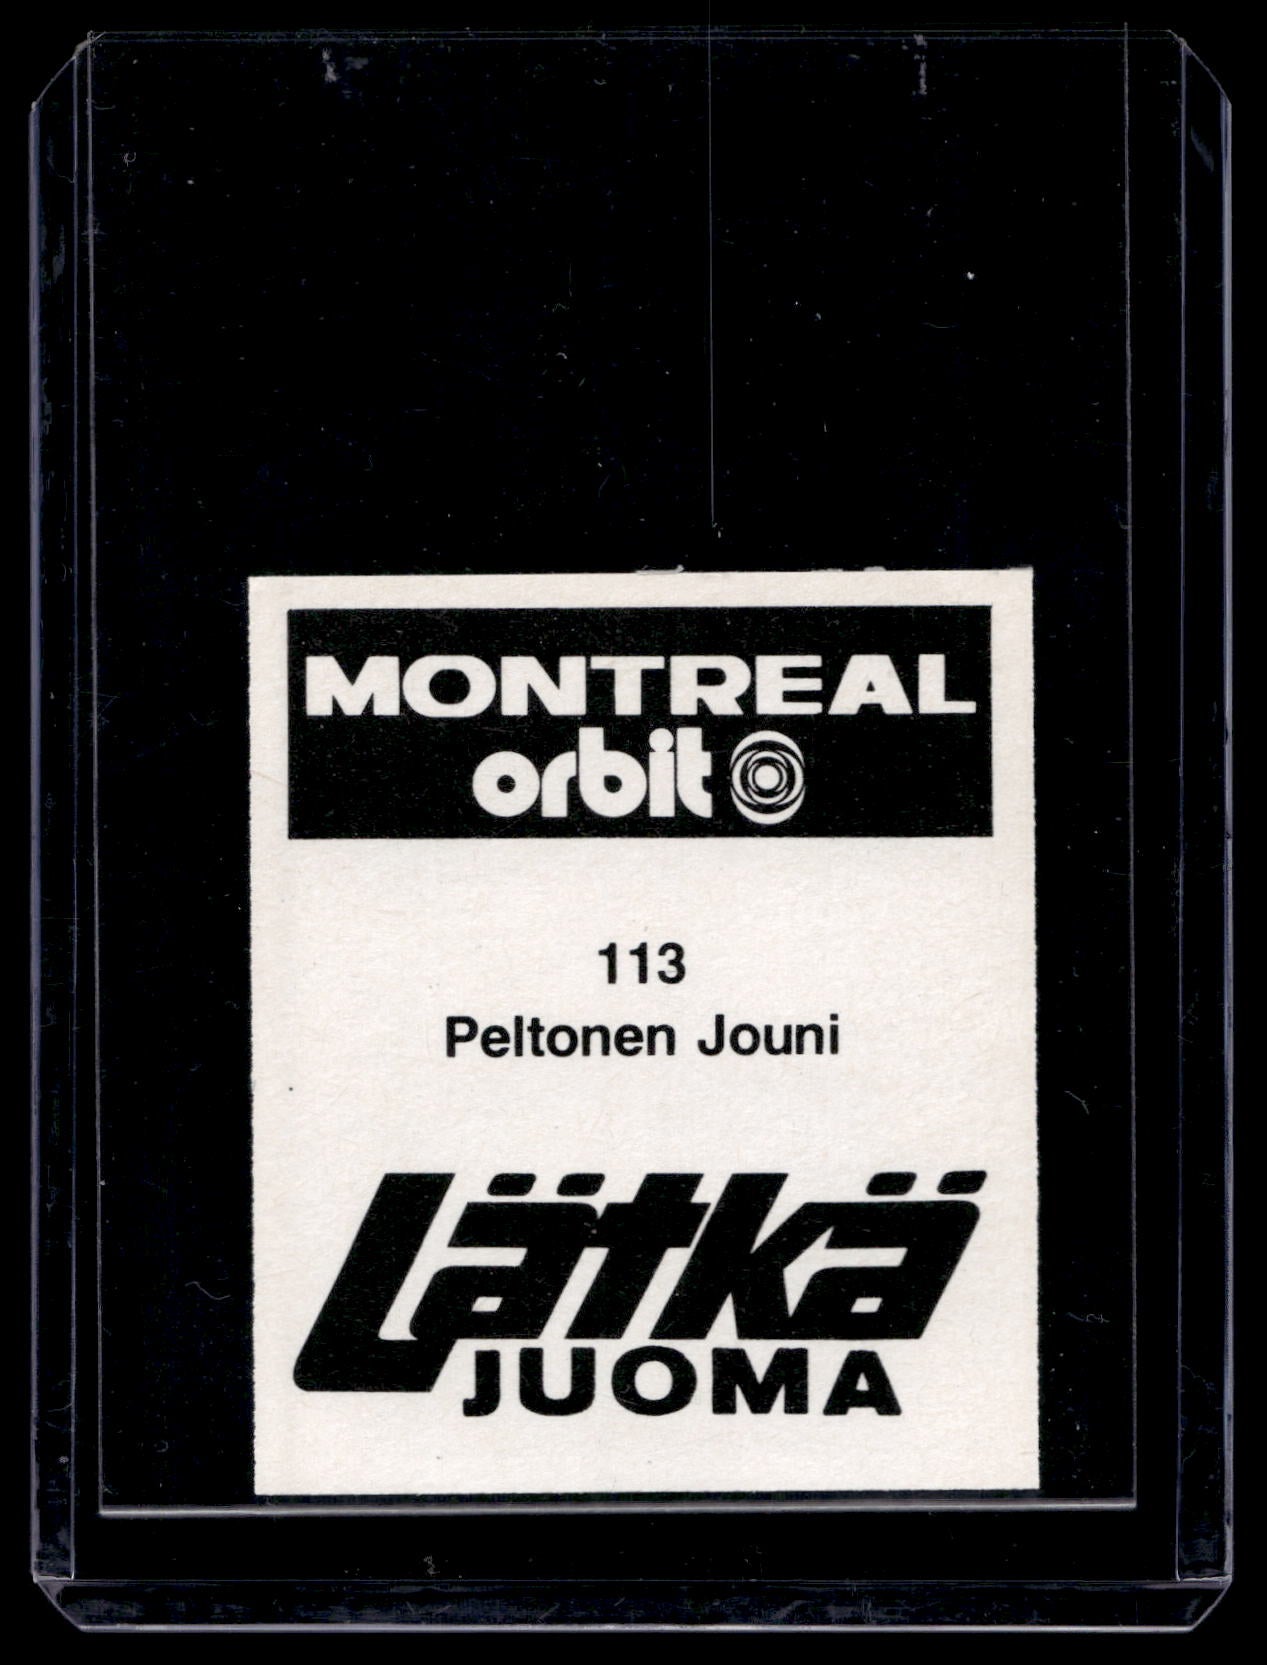 MONTREAL
orbit
113
Peltonen Jouni
Lätkä
JUOMA